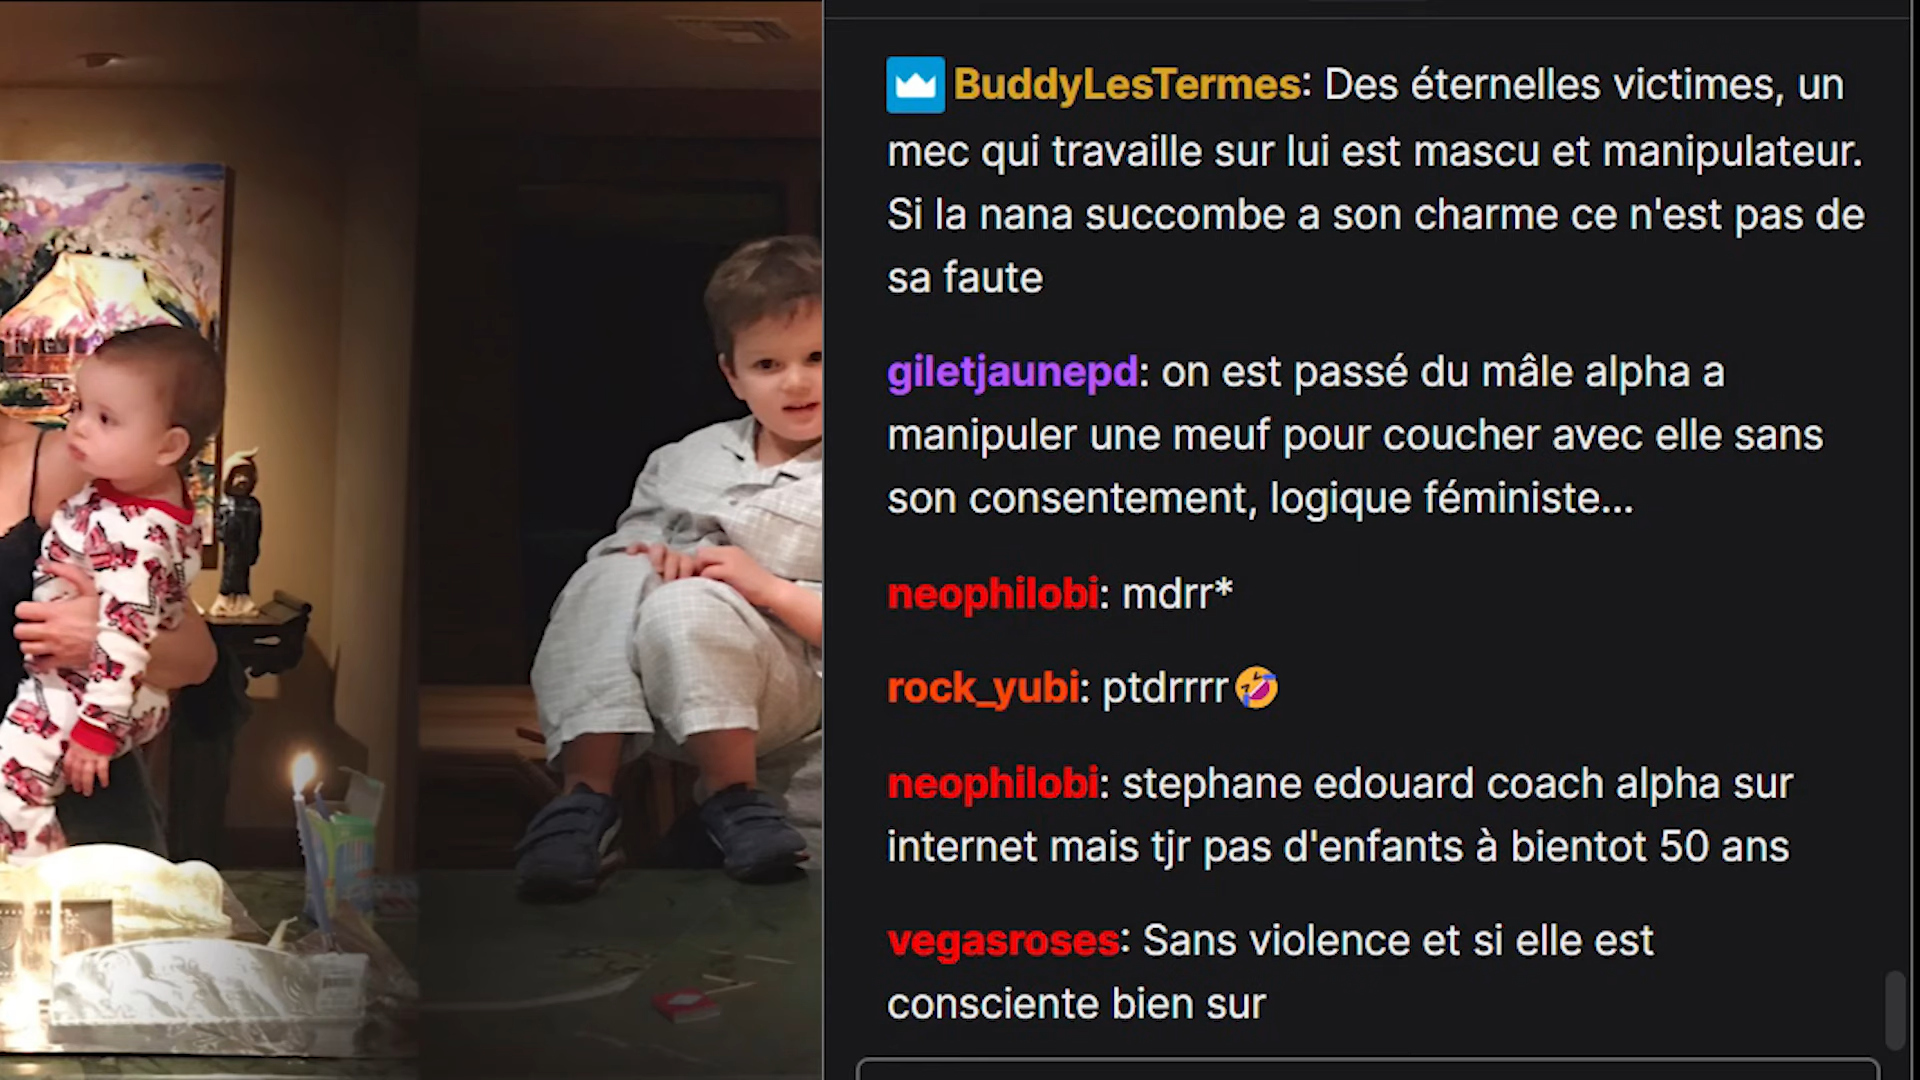 BuddyLesTermes: Des éternelles victimes, un
mec qui travaille sur lui est mascu et manipulateur.
Si la nana succombe a son charme ce n'est pas de
sa faute
giletjaunepd: on est passé du mâle alpha a
manipuler une meuf pour coucher avec elle sans
son consentement, logique féministe...
neophilobi: mdrr*
rock_yubi: ptdrrrr🤣
neophilobi: stephane edouard coach alpha sur
internet mais tjr pas d'enfants à bientot 50 ans
vegasroses: Sans violence et si elle est
consciente bien sur